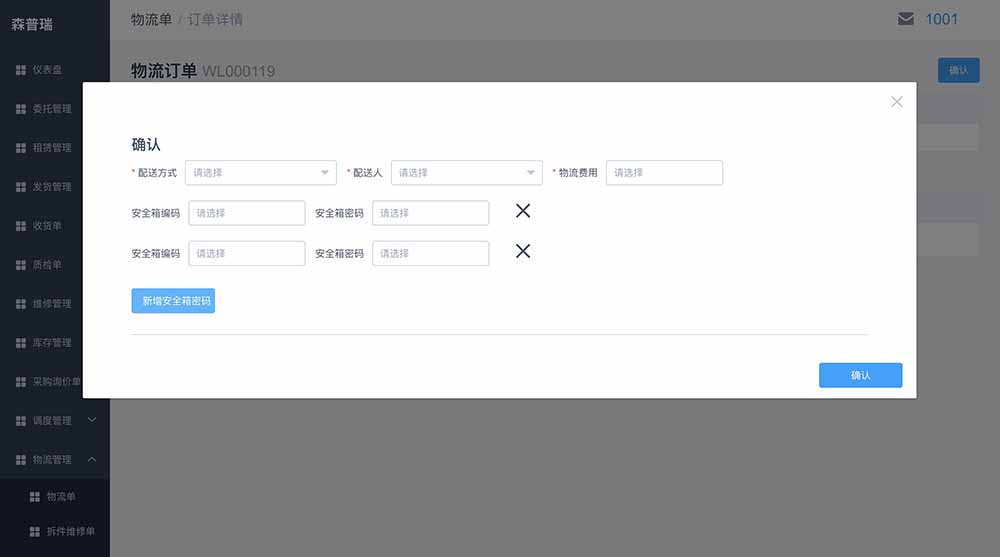 森普瑞
物流单 / 订单详情
1001
仪表盘
委托管理
租赁管理
发货管理
收货单
质检单
维修管理
库存管理
采购询价单
调度管理
物流管理
物流单
拆件维修单
物流订单 WL000119
确认
确认
* 配送方式 请选择 * 配送人 请选择 * 物流费用 请选择
安全箱编码 请选择 安全箱密码 请选择
安全箱编码 请选择 安全箱密码 请选择
新增安全箱密码
确认